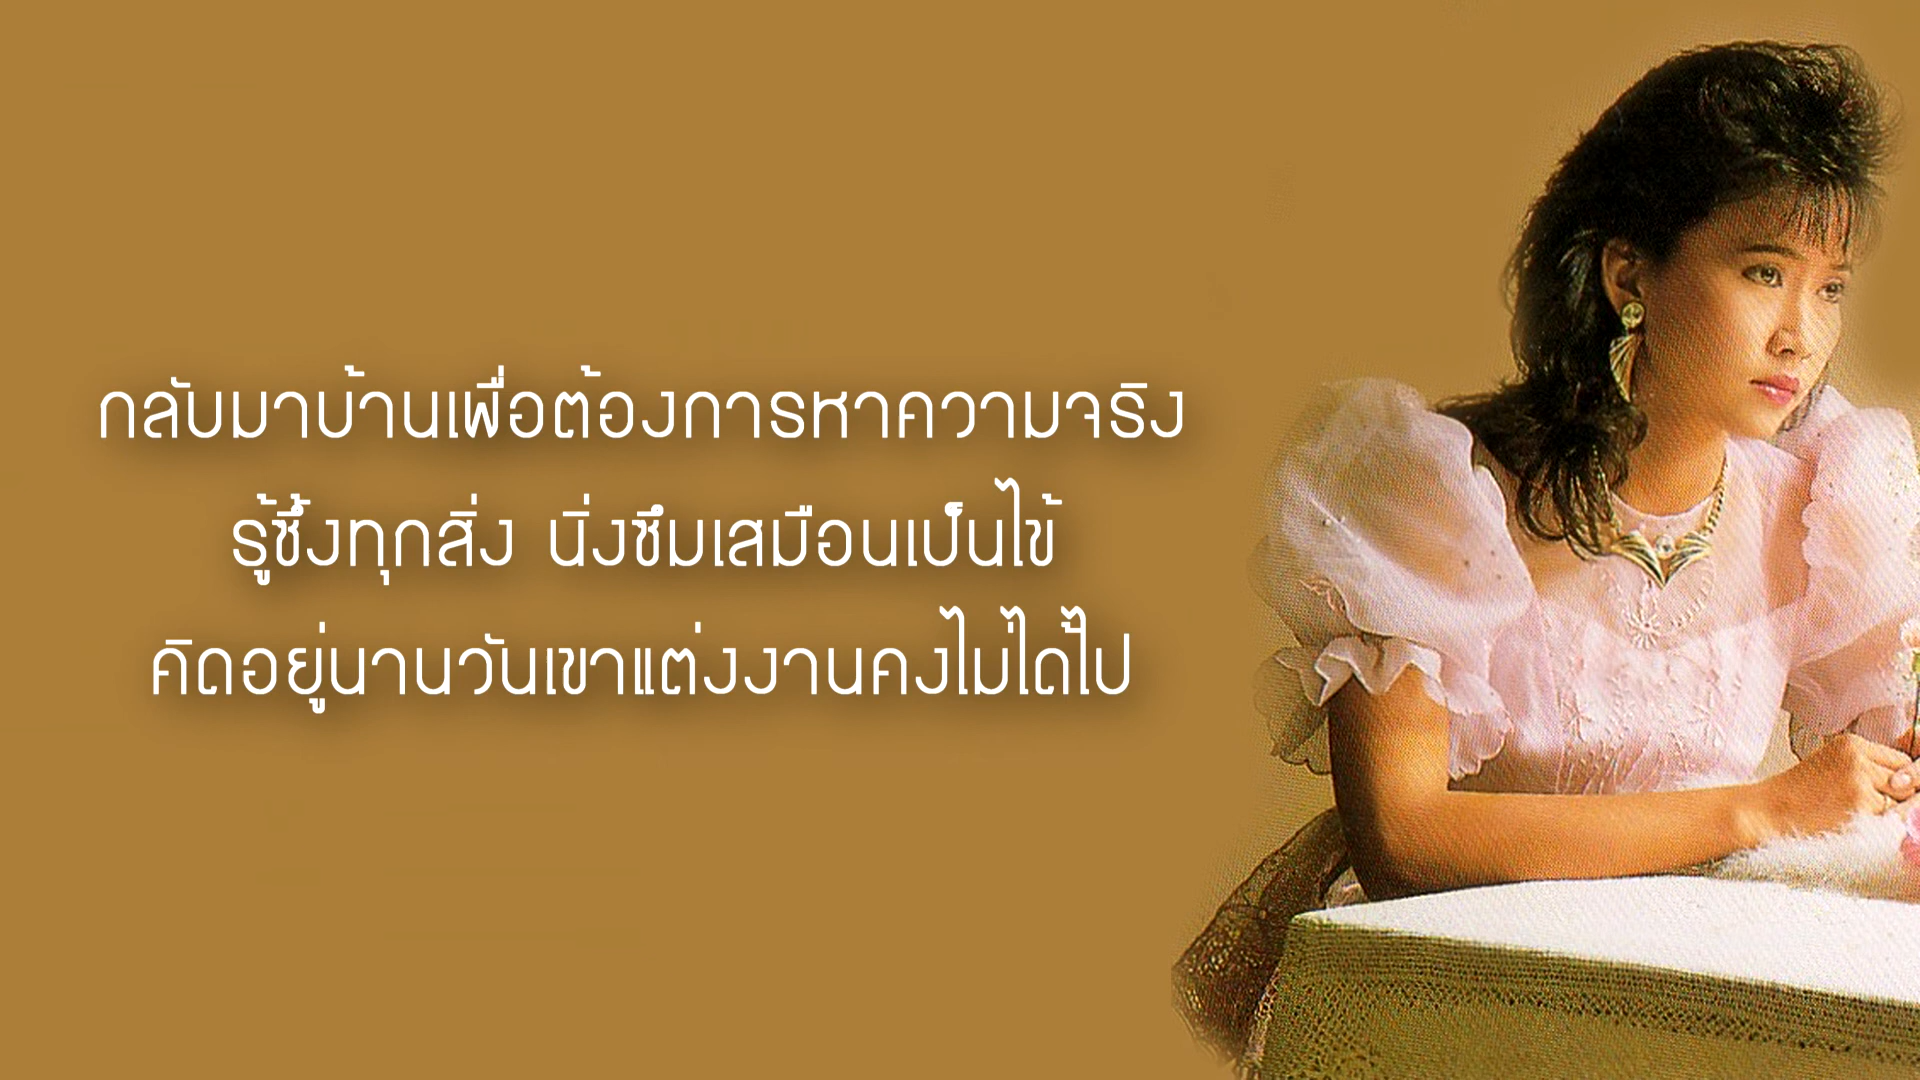 กลับมาบ้านเพื่อต้องการหาความจริง
รู้ซึ้งทุกสิ่ง นิ่งซึมเสมือนเป็นไข้
คิดอยู่นานวันเขาแต่งงานคงไม่ได้ไป